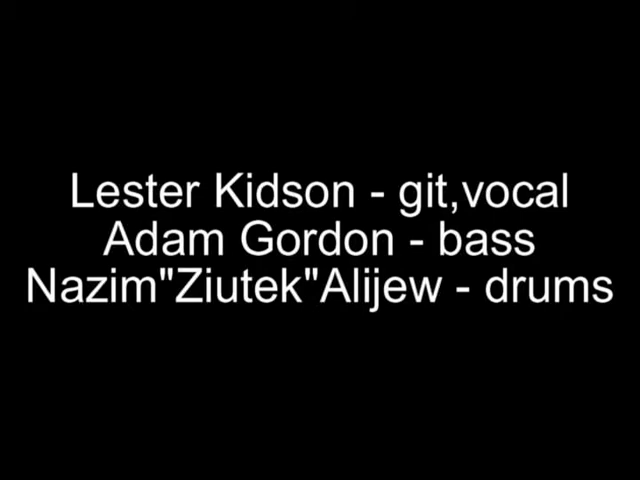 Lester Kidson - git,vocal
Adam Gordon - bass
Nazim"Ziutek"Alijew - drums